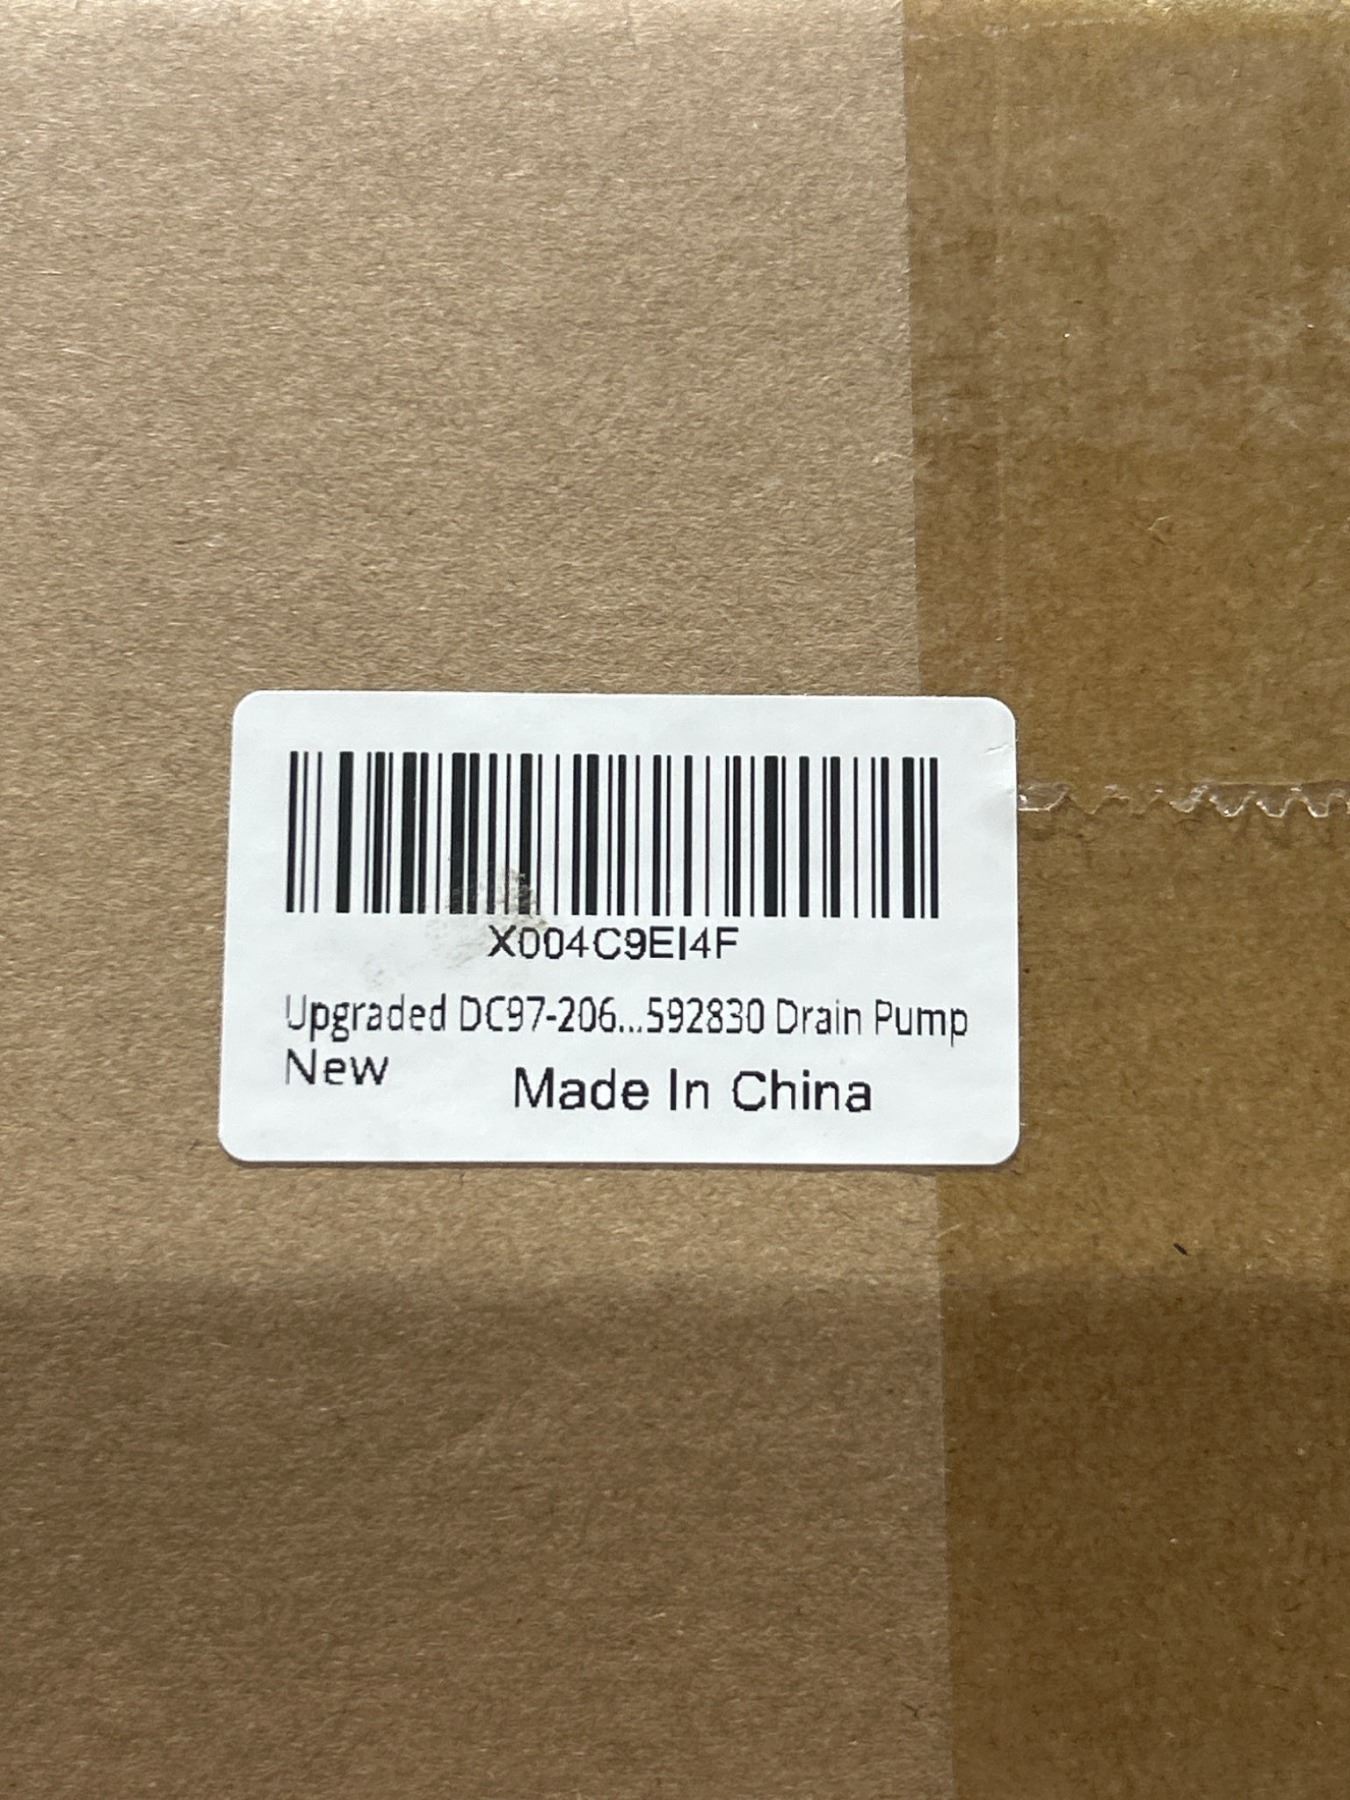 X004C9EI4F
Upgraded DC97-206...592830 Drain Pump
New
Made In China